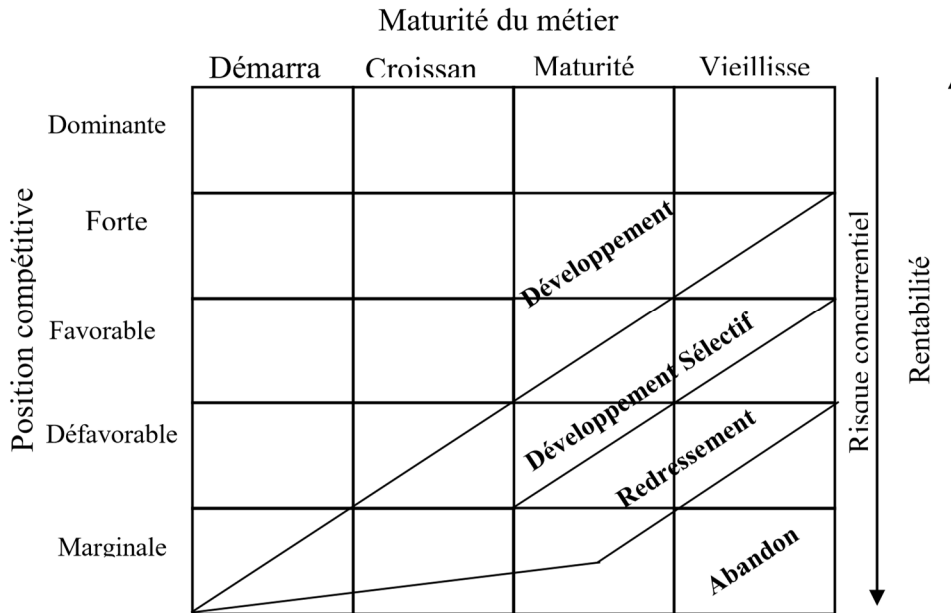 Maturité du métier
Démarra
Croissan
Maturité
Vieillisse
Dominante
Forte
Favorable
Défavorable
Marginale
Position compétitive
Développement
Développement Sélectif
Redressement
Abandon
Risque concurrentiel
Rentabilité